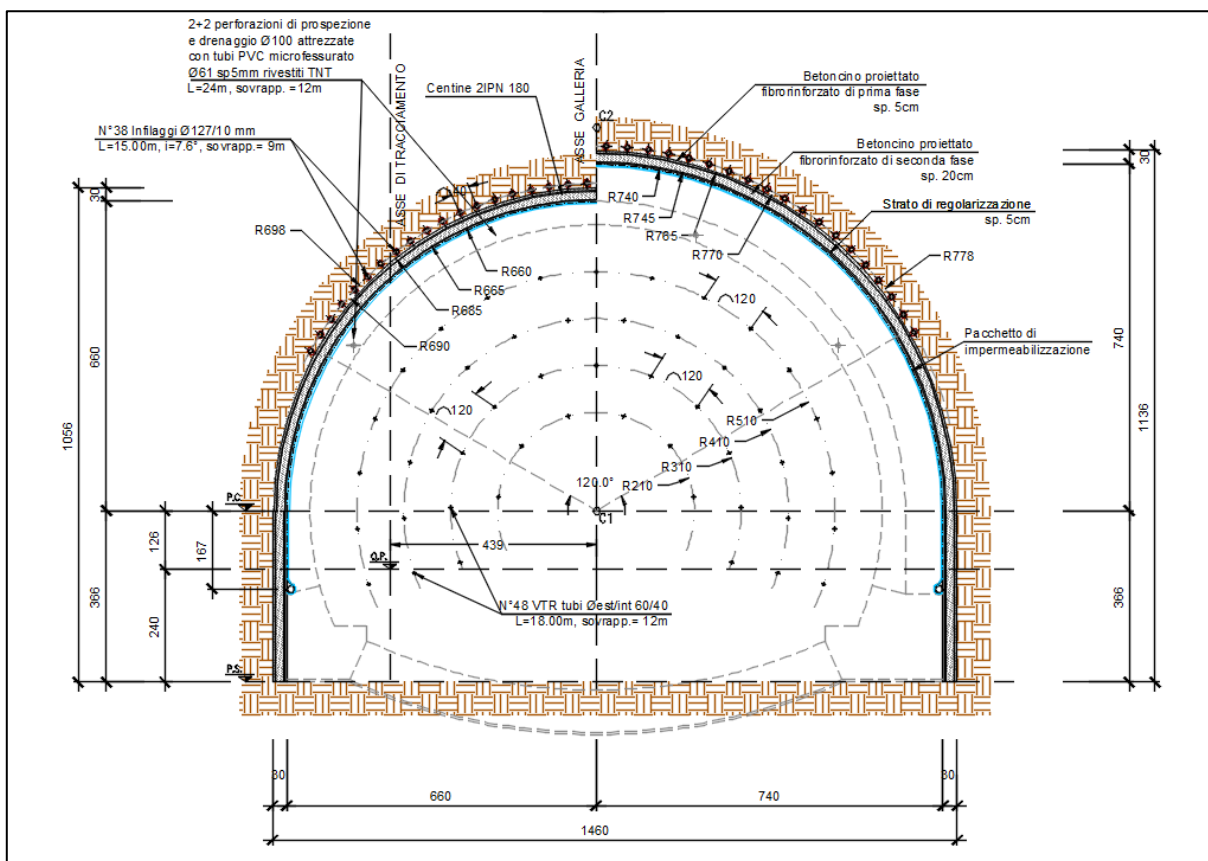 2+2 perforazioni di prospezione
e drenaggio Ø100 attrezzate
con tubi PVC microfessurato
Ø61 sp5mm rivestiti TNT
L=24m, sovrapp. =12m
N°38 Infilaggi Ø127/10 mm
L=15.00m, i=7.6°, sovrapp.= 9m
ASSE DI TRACCIAMENTO
ASSE GALLERIA
Centine 2IPN 180
C2
Betoncino proiettato
fibrorinforzato di prima fase
sp. 5cm
Betoncino proiettato
fibrorinforzato di seconda fase
sp. 20cm
Strato di regolarizzazione
sp. 5cm
Pacchetto di
impermeabilizzazione
R698
R660
R665
R685
R690
R740
R745
R765
R770
R778
120
120
120
R510
R410
R310
R210
120.0°
C1
439
P.C.
Q.P.
P.S.
N°48 VTR tubi Øest/int 60/40
L=18.00m, sovrapp.= 12m
30
660
1056
366
126
167
240
30
740
1136
366
30
660
740
30
1460